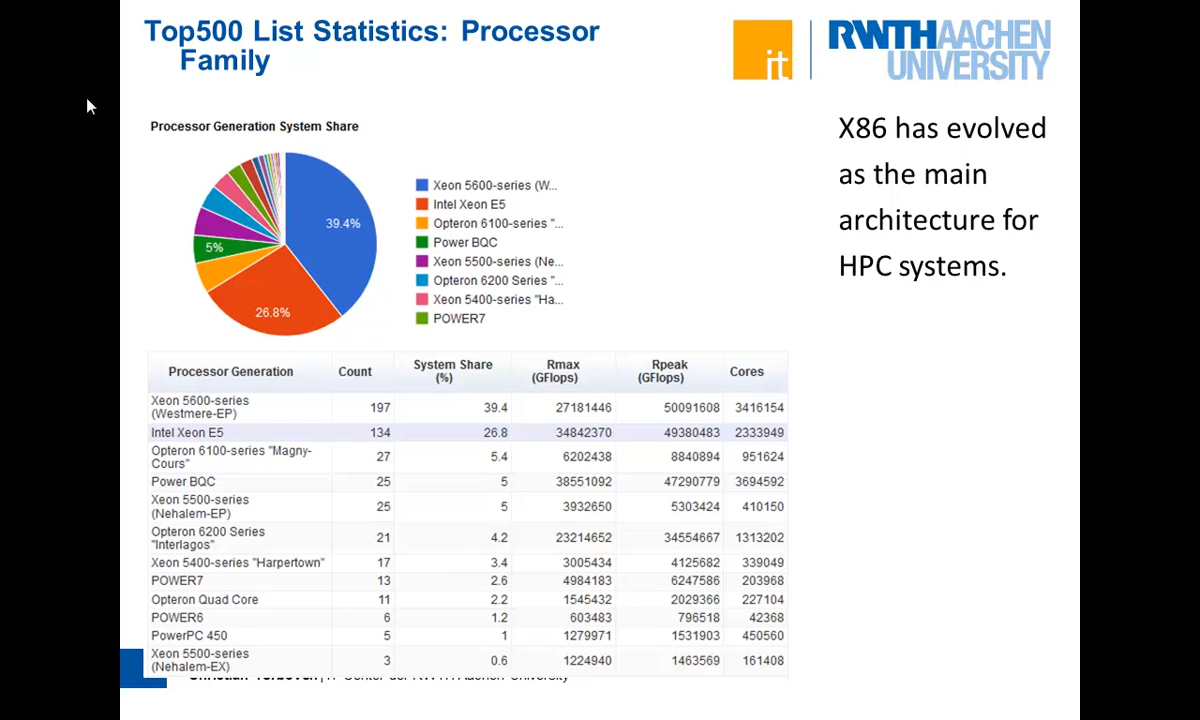 Top500 List Statistics: Processor
Family
it
RWTHAACHEN
UNIVERSITY
Processor Generation System Share
39.4%
26.8%
5%
Xeon 5600-series (W...
Intel Xeon E5
Opteron 6100-series "...
Power BQC
Xeon 5500-series (Ne...
Opteron 6200 Series "...
Xeon 5400-series "Ha...
POWER7
X86 has evolved
as the main
architecture for
HPC systems.
Processor Generation Count System Share (%) Rmax (GFlops) Rpeak (GFlops) Cores
Xeon 5600-series (Westmere-EP) 197 39.4 27181446 50091608 3416154
Intel Xeon E5 134 26.8 34842370 49380483 2333949
Opteron 6100-series "Magny-Cours" 27 5.4 6202438 8840894 951624
Power BQC 25 5 38551092 47290779 3694592
Xeon 5500-series (Nehalem-EP) 25 5 3932650 5303424 410150
Opteron 6200 Series "Interlagos" 21 4.2 23214652 34554667 1313202
Xeon 5400-series "Harpertown" 17 3.4 3005434 4125682 339049
POWER7 13 2.6 4984183 6247586 203968
Opteron Quad Core 11 2.2 1545432 2029366 227104
POWER6 6 1.2 603483 796518 42368
PowerPC 450 5 1 1279971 1531903 450560
Xeon 5500-series (Nehalem-EX) 3 0.6 1224940 1463569 161408